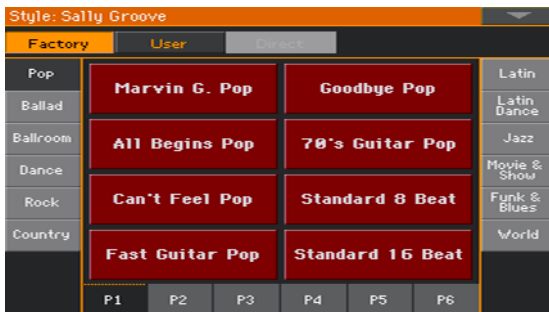 Style: Sally Groove
Factory User Direct
Pop
Ballad
Ballroom
Dance
Rock
Country
Marvin G. Pop
Goodbye Pop
All Begins Pop
70's Guitar Pop
Can't Feel Pop
Standard 8 Beat
Fast Guitar Pop
Standard 16 Beat
Latin
Latin
Dance
Jazz
Movie &
Show
Funk &
Blues
World
P1 P2 P3 P4 P5 P6